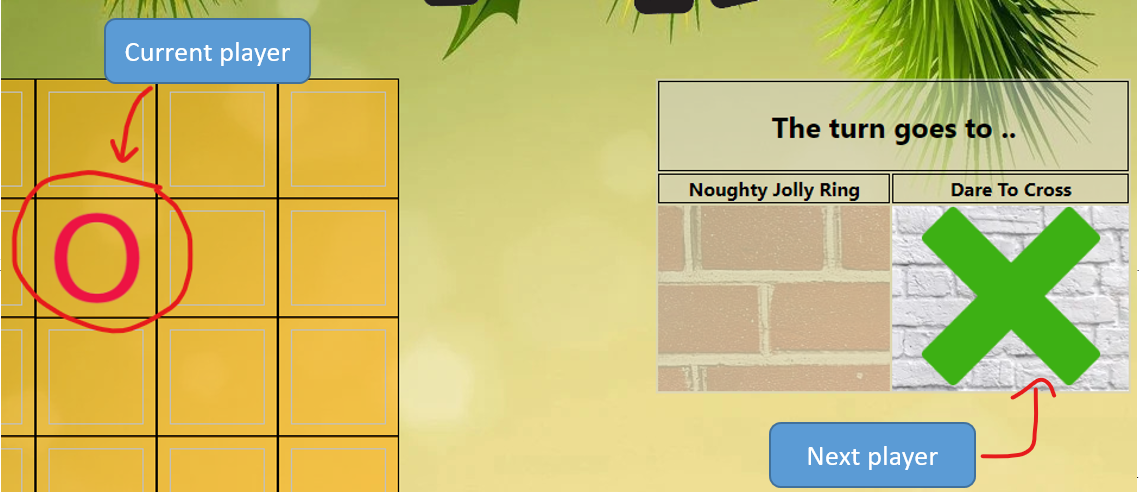 Current player
The turn goes to ..
Noughty Jolly Ring
Dare To Cross
O
Next player